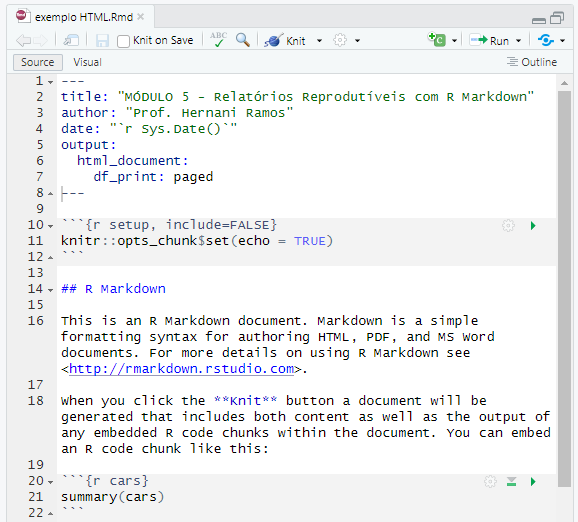 exemplo HTML.Rmd
Knit on Save ABC Knit Run
Source Visual Outline
1 ---
2 title: "MÓDULO 5 - Relatórios Reprodutíveis com R Markdown"
3 author: "Prof. Hernani Ramos"
4 date: "`r Sys.Date()`"
5 output:
6 html_document:
7 df_print: paged
8 ---
9
10 ```{r setup, include=FALSE}
11 knitr::opts_chunk$set(echo = TRUE)
12 ```
13
14 ## R Markdown
15
16 This is an R Markdown document. Markdown is a simple
formatting syntax for authoring HTML, PDF, and MS Word
documents. For more details on using R Markdown see
<http://rmarkdown.rstudio.com>.
17
18 When you click the **Knit** button a document will be
generated that includes both content as well as the output of
any embedded R code chunks within the document. You can embed
an R code chunk like this:
19
20 ```{r cars}
21 summary(cars)
22 ```